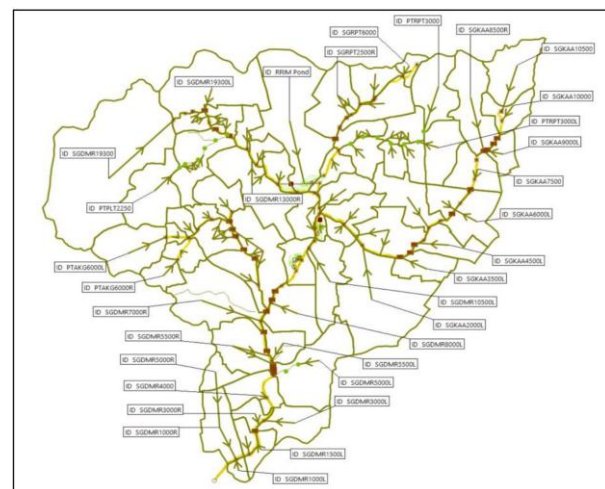 ID PTRPT3000
ID SGRPT6000
ID SGKAA8500R
ID SGRPT2500R
ID SGKAA10500
ID RRIM Pond
ID SGDMR19300L
ID SGKAA10000
ID PTRPT3000L
ID SGKAA9000L
ID SGDMR19300
ID SGKAA7500
ID PTPLT2250
ID SGDMR13000R
ID SGKAA6000L
ID PTAKG6000L
ID SGKAA4500L
ID PTAKG6000R
ID SGKAA3500L
ID SGDMR10300L
ID SGDMR7000R
ID SGKAA2000L
ID SGDMR5500R
ID SGDMR8000L
ID SGDMR5000R
ID SGDMR5500L
ID SGDMR4000
ID SGDMR5000L
ID SGDMR3000R
ID SGDMR3000L
ID SGDMR1000R
ID SGDMR1500L
ID SGDMR1000L